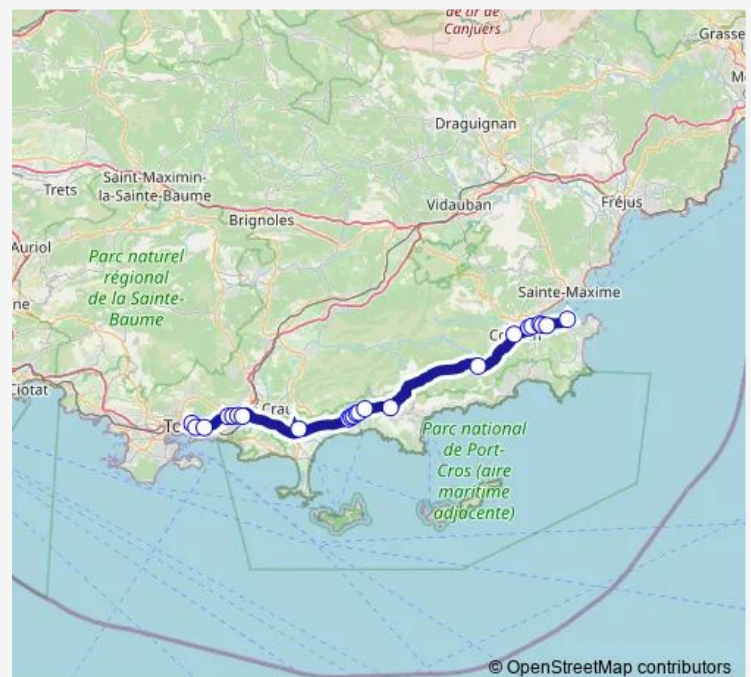 de tir de
Canjuers
Grasse
Draguignan
Saint-Maximin-
la-Sainte-Baume
Trets
Vidauban
Fréjus
Brignoles
Auriol
Parc naturel
régional
de la Sainte-
Baume
Sainte-Maxime
Ciotat
Crau
Parc national
de Port-
Cros (aire
maritime
adjacente)
© OpenStreetMap contributors